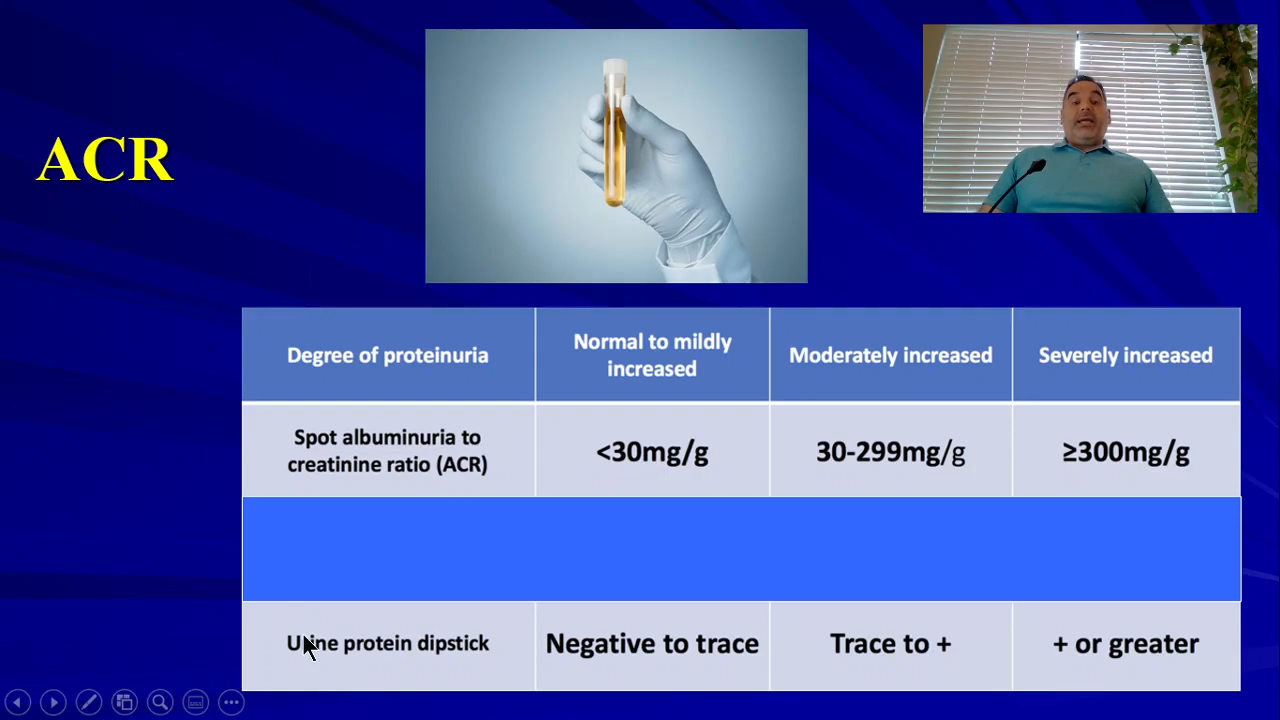 ACR
Degree of proteinuria
Normal to mildly
increased
Moderately increased
Severely increased
Spot albuminuria to
creatinine ratio (ACR)
<30mg/g
30-299mg/g
≥300mg/g
Urine protein dipstick
Negative to trace
Trace to +
+ or greater